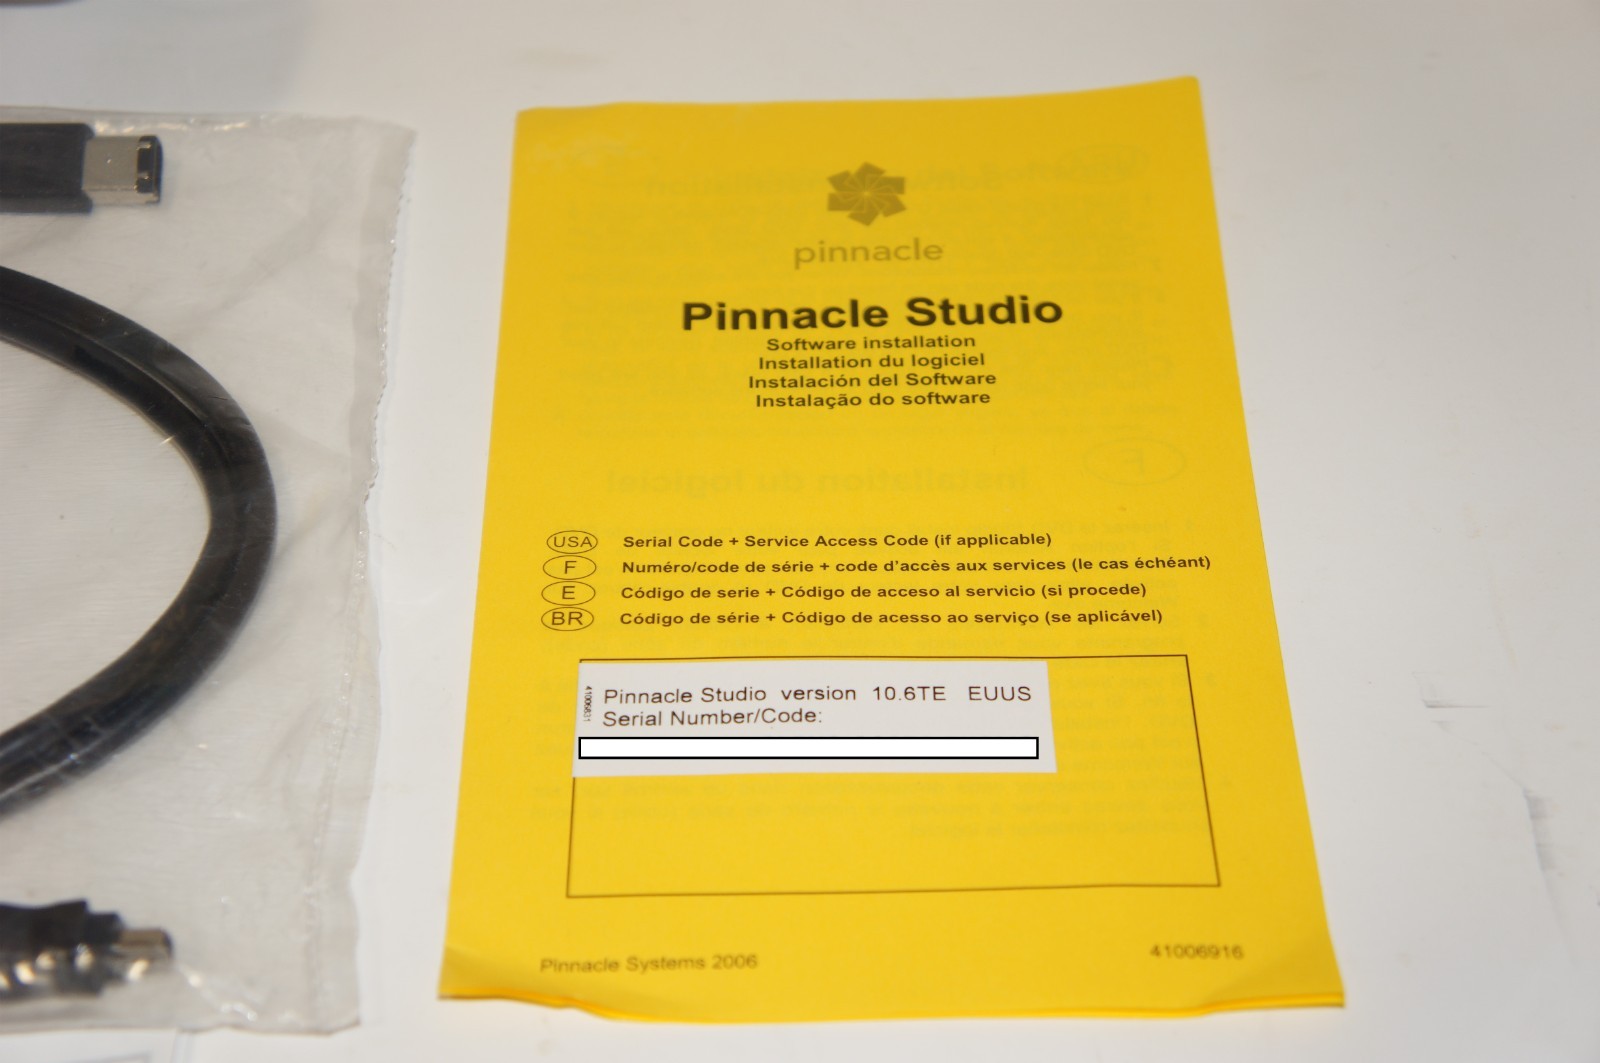 pinnacle
Pinnacle Studio
Software installation
Installation du logiciel
Instalación del Software
Instalação do software
USA Serial Code + Service Access Code (if applicable)
F Numéro/code de série + code d'accès aux services (le cas échéant)
E Código de serie + Código de acceso al servicio (si procede)
BR Código de série + Código de acesso ao serviço (se aplicável)
41006831
Pinnacle Studio version 10.6TE EUUS
Serial Number/Code:
Pinnacle Systems 2006
41006916